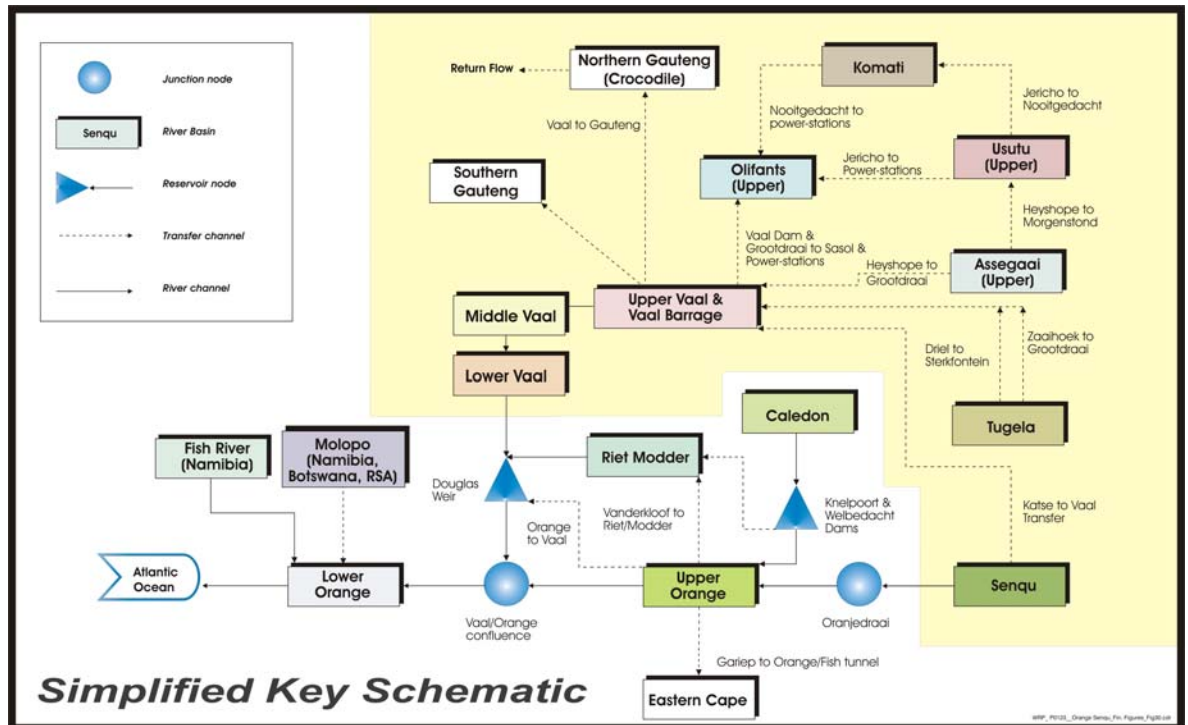 Junction node
Senqu
River Basin
Reservoir node
Transfer channel
River channel
Return Flow
Northern Gauteng
(Crocodile)
Komati
Vaal to Gauteng
Nooitgedacht to
power-stations
Jericho to
Nooitgedacht
Southern
Gauteng
Olifants
(Upper)
Jericho to
Power-stations
Usutu
(Upper)
Heyshope to
Morgenstond
Vaal Dam &
Grootdraai to Sasol &
Power-stations
Heyshope to
Grootdraai
Assegaai
(Upper)
Middle Vaal
Upper Vaal &
Vaal Barrage
Driel to
Sterkfontein
Zaaihoek to
Grootdraai
Lower Vaal
Caledon
Tugela
Fish River
(Namibia)
Molopo
(Namibia,
Botswana, RSA)
Douglas
Weir
Riet Modder
Orange
to Vaal
Vanderkloof to
Riet/Modder
Knelpoort &
Welbedacht
Dams
Katse to Vaal
Transfer
Atlantic
Ocean
Lower
Orange
Vaal/Orange
confluence
Upper
Orange
Oranjedraai
Senqu
Gariep to Orange/Fish tunnel
Eastern Cape
Simplified Key Schematic